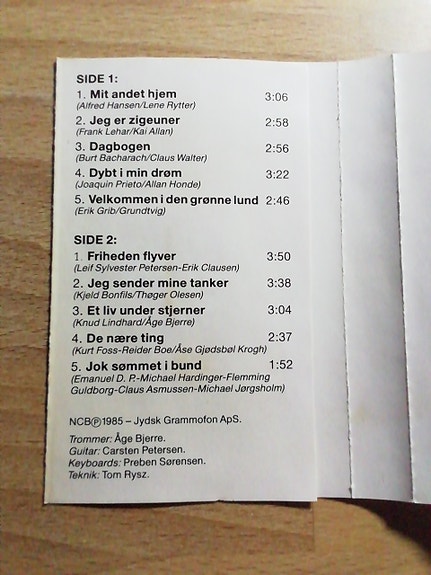 SIDE 1:
1. Mit andet hjem 3:06
(Alfred Hansen/Lene Rytter)
2. Jeg er zigeuner 2:58
(Frank Lehar/Kai Allan)
3. Dagbogen 2:56
(Burt Bacharach/Claus Walter)
4. Dybt i min drøm 3:22
(Joaquin Prieto/Allan Honde)
5. Velkommen i den grønne lund 2:46
(Erik Grib/Grundtvig)
SIDE 2:
1. Friheden flyver 3:50
(Leif Sylvester Petersen-Erik Clausen)
2. Jeg sender mine tanker 3:38
(Kjeld Bonfils/Thøger Olesen)
3. Et liv under stjerner 3:04
(Knud Lindhard/Åge Bjerre)
4. De nære ting 2:37
(Kurt Foss-Reider Boe/Åse Gjødsbøl Krogh)
5. Jok sømmet i bund 1:52
(Emanuel D. P.-Michael Hardinger-Flemming
Guldborg-Claus Asmussen-Michael Jørgsholm)
NCB Ⓟ 1985 – Jydsk Grammofon ApS.
Trommer: Åge Bjerre.
Guitar: Carsten Petersen.
Keyboards: Preben Sørensen.
Teknik: Tom Rysz.